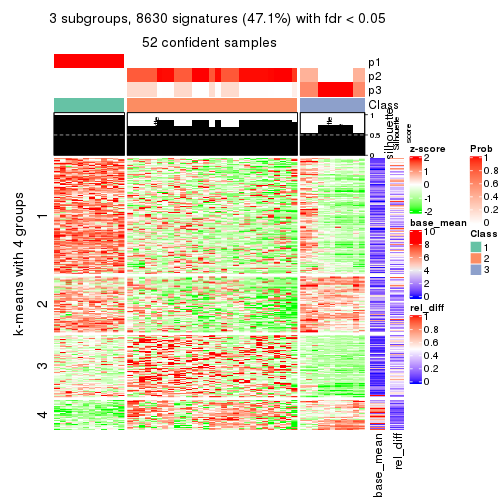 3 subgroups, 8630 signatures (47.1%) with fdr < 0.05
52 confident samples
p1
p2
p3
Class
1
0.5
0
silhouette
Silhouette
score
k-means with 4 groups
1
2
3
4
base_mean
rel_diff
z-score
2
1
0
-1
-2
base_mean
10
8
6
4
2
0
rel_diff
1
0.8
0.6
0.4
0.2
0
Prob
1
0.8
0.6
0.4
0.2
0
Class
1
2
3